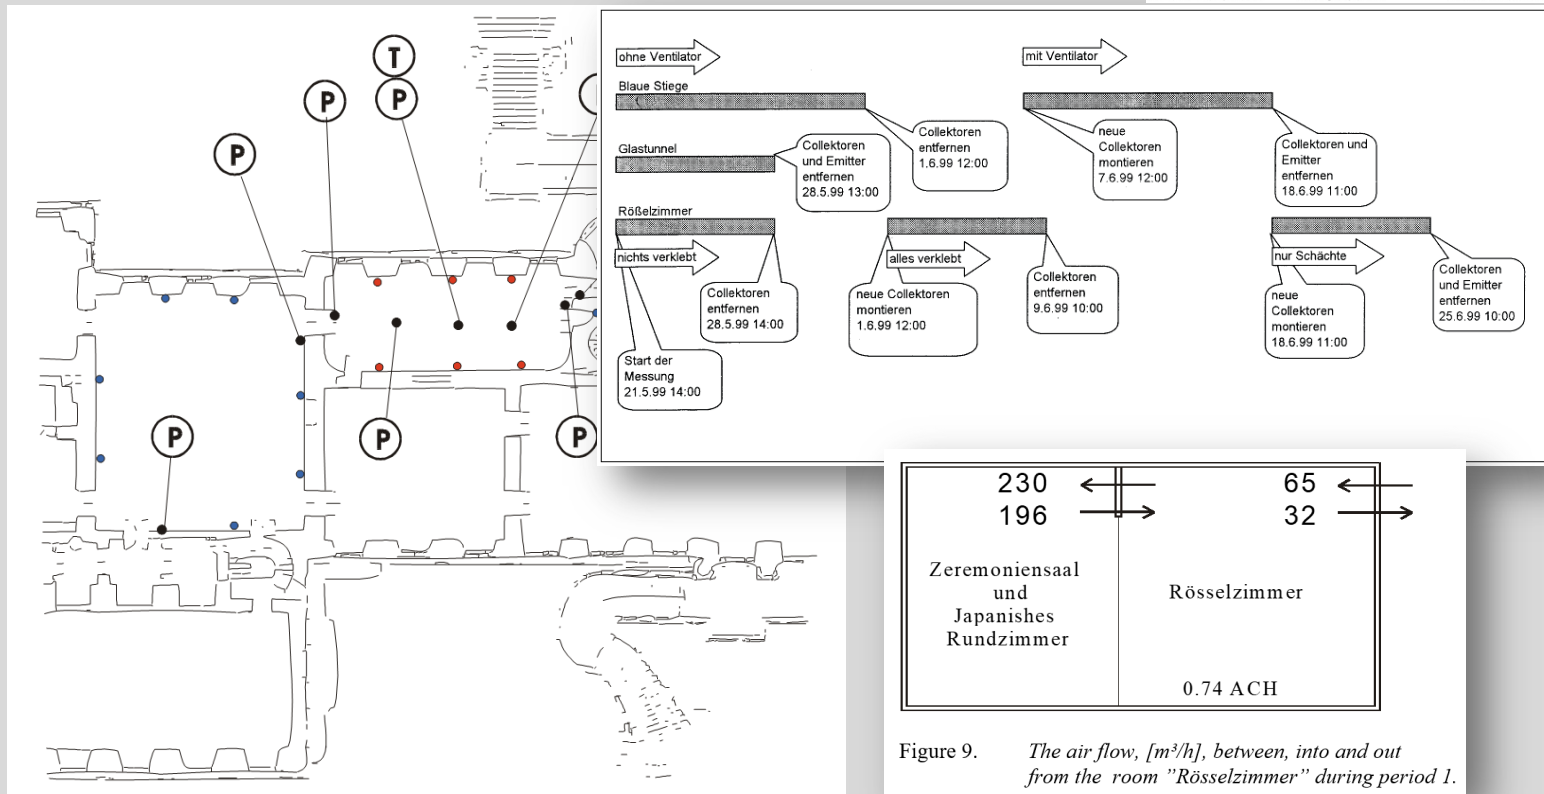 T
P
P
P
P
P
P
ohne Ventilator
mit Ventilator
Blaue Stiege
Collektoren
entfernen
1.6.99 12:00
neue
Collektoren
montieren
7.6.99 12:00
Collektoren und
Emitter
entfernen
18.6.99 11:00
Glastunnel
Collektoren
und Emitter
entfernen
28.5.99 13:00
Rößelzimmer
nichts verklebt
alles verklebt
nur Schächte
Collektoren
entfernen
28.5.99 14:00
neue Collektoren
montieren
1.6.99 12:00
Collektoren
entfernen
9.6.99 10:00
neue
Collektoren
montieren
18.6.99 11:00
Collektoren
und Emitter
entfernen
25.6.99 10:00
Start der
Messung
21.5.99 14:00
230
196
65
32
Zeremoniensaal
und
Japanishes
Rundzimmer
Rösselzimmer
0.74 ACH
Figure 9. The air flow, [m³/h], between, into and out
from the room ”Rösselzimmer” during period 1.